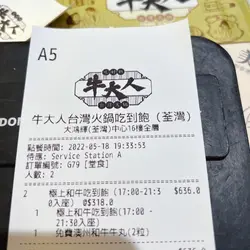 A5
牛大人
牛大人台灣火鍋吃到飽(荃灣)
大鴻輝(荃灣)中心16樓全層
點餐時間: 2022-05-18 19:33:53
侍應: Service Station A
訂單編號: G79 [堂食]
人數: 2
2 極上和牛吃到飽(17:00-21:3 $636.0
0入座) @$318.0
1 極上和牛吃到飽(17:00-
21:30入座)
1 免費澳州和牛牛丸(2粒)